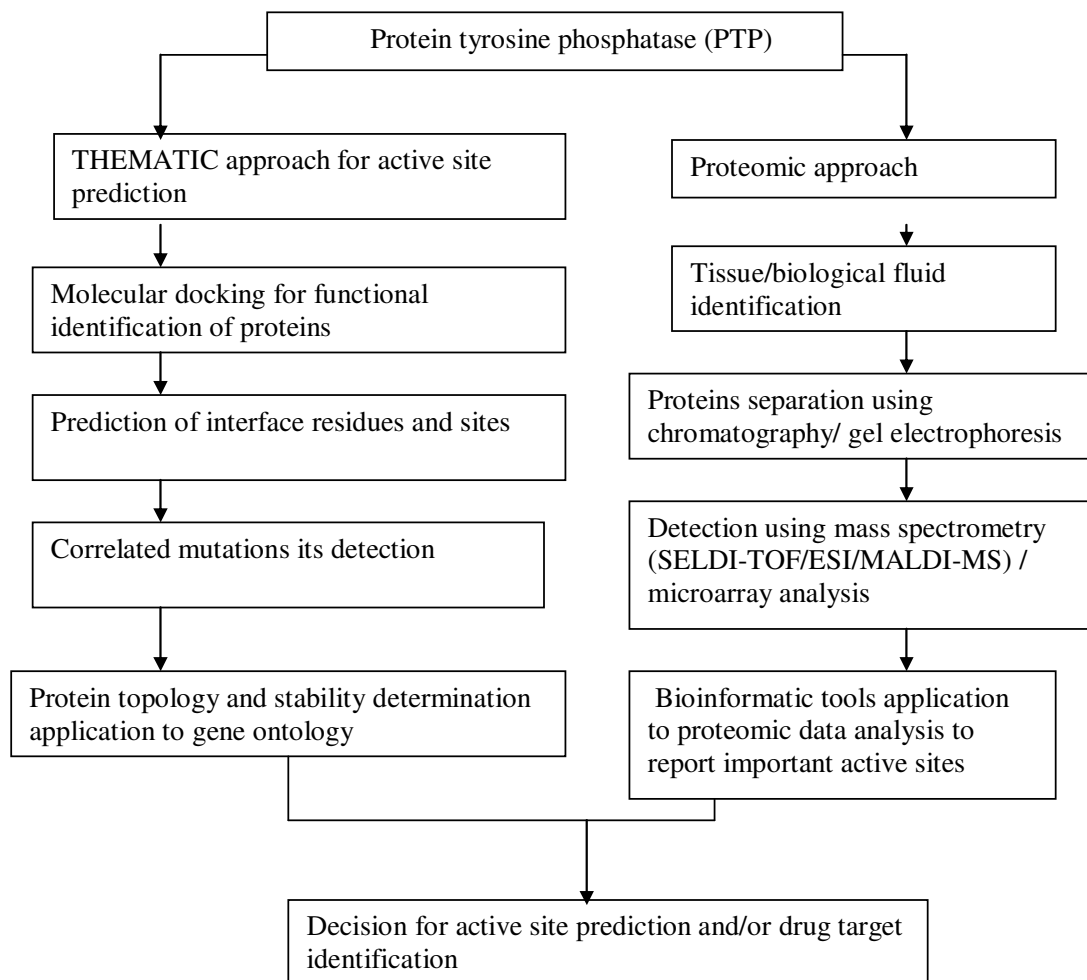 Protein tyrosine phosphatase (PTP)
THEMATIC approach for active site
prediction
Molecular docking for functional
identification of proteins
Prediction of interface residues and sites
Correlated mutations its detection
Protein topology and stability determination
application to gene ontology
Proteomic approach
Tissue/biological fluid
identification
Proteins separation using
chromatography/ gel electrophoresis
Detection using mass spectrometry
(SELDI-TOF/ESI/MALDI-MS) /
microarray analysis
Bioinformatic tools application
to proteomic data analysis to
report important active sites
Decision for active site prediction and/or drug target
identification